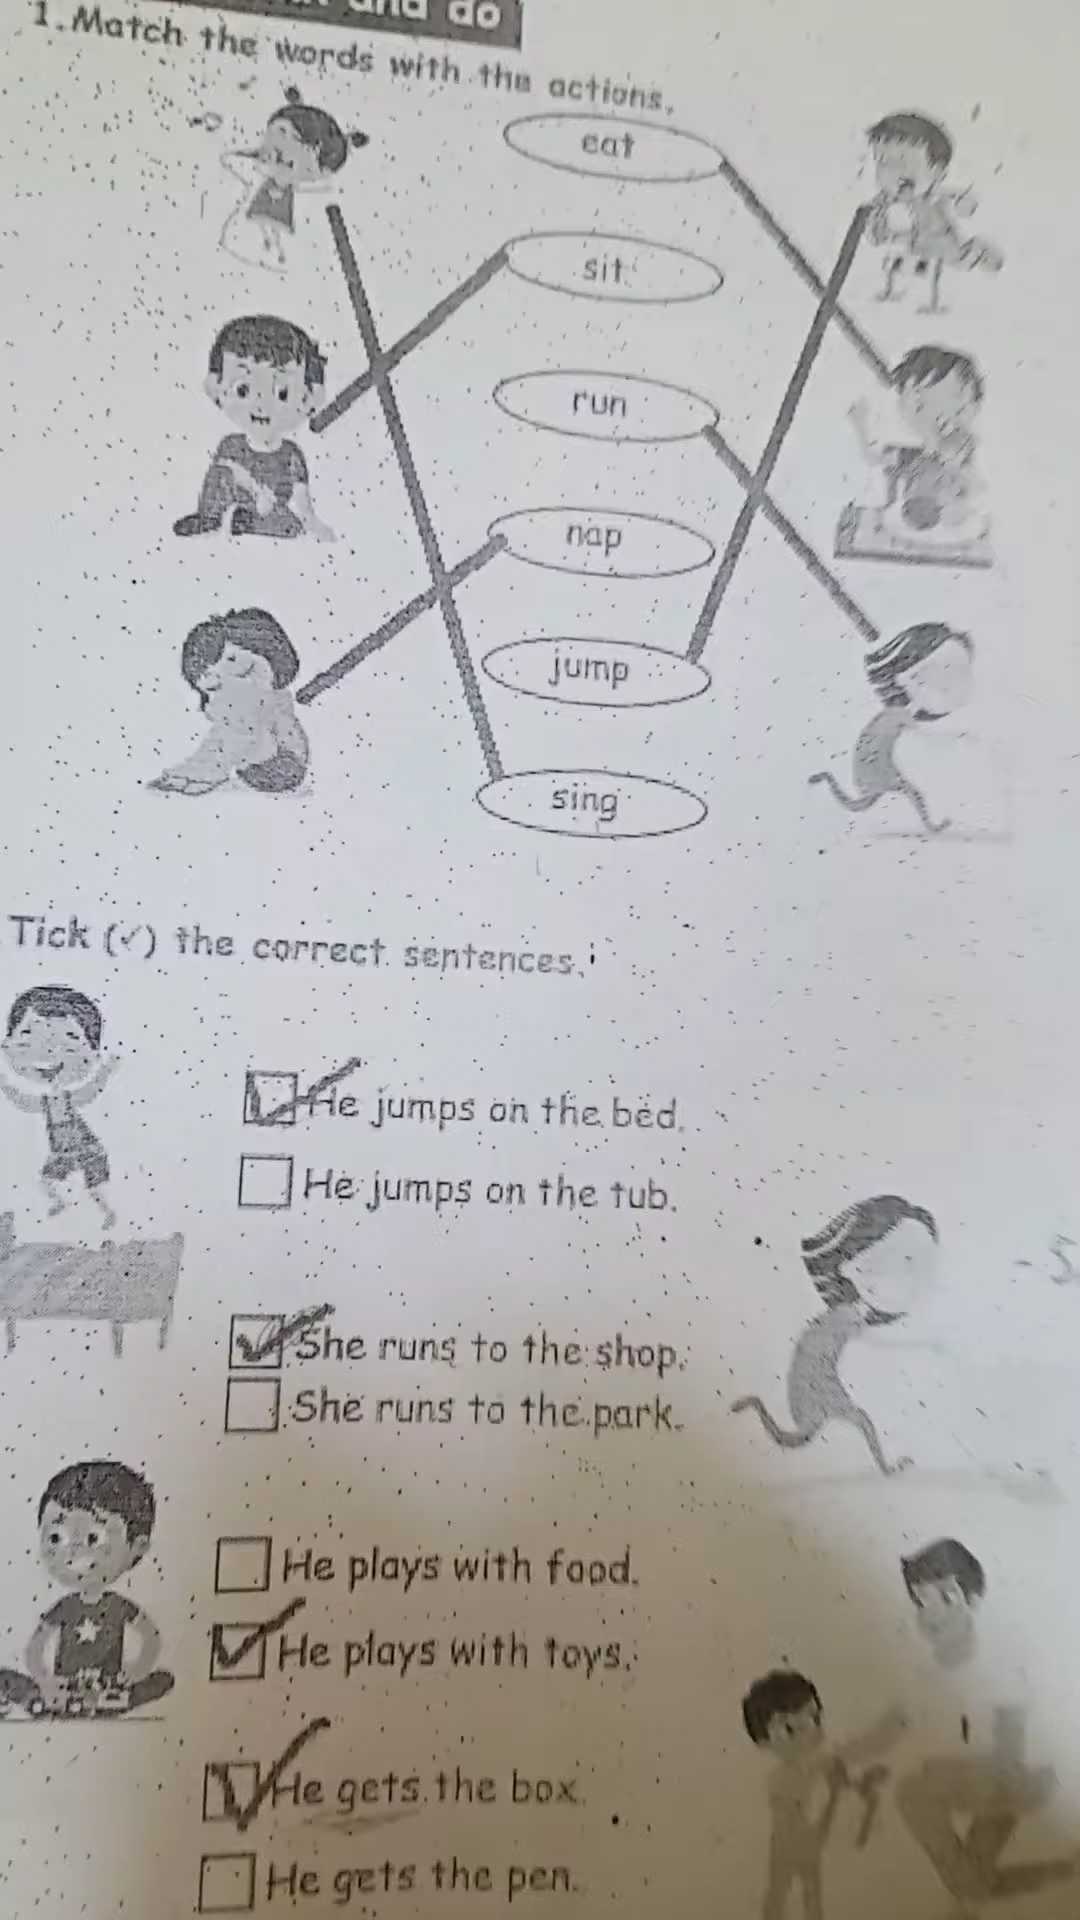 and do
1. Match the words with the actions.
eat
sit
run
nap
jump
sing
Tick (✓) the correct sentences.
He jumps on the bed.
He jumps on the tub.
She runs to the shop.
She runs to the park.
He plays with food.
He plays with toys.
He gets the box.
He gets the pen.